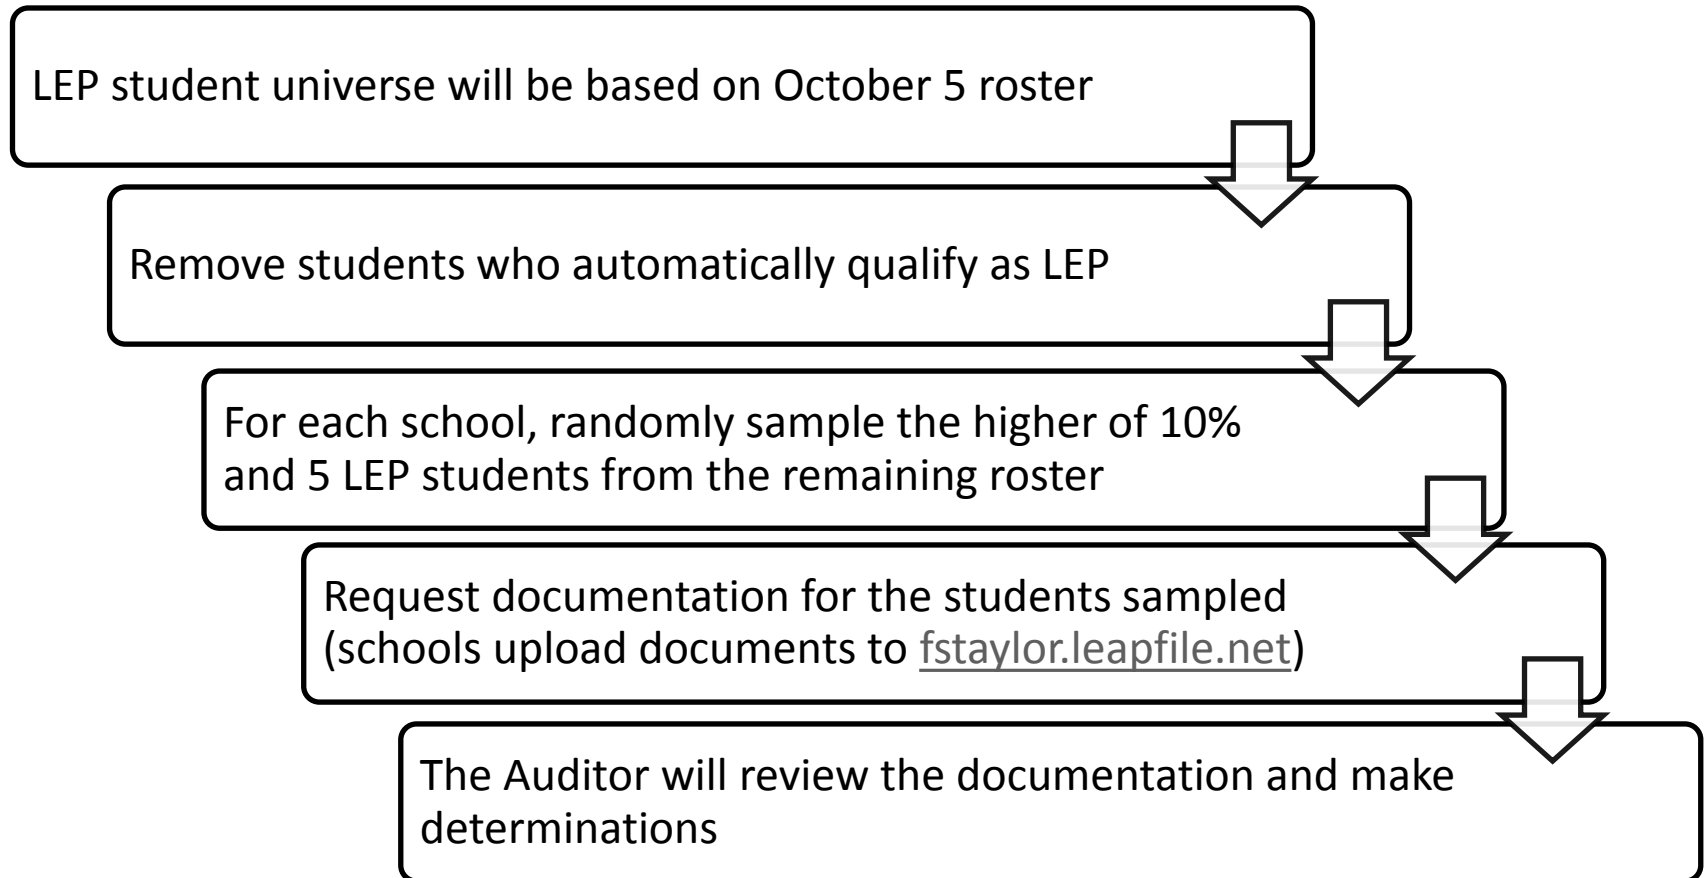 LEP student universe will be based on October 5 roster
Remove students who automatically qualify as LEP
For each school, randomly sample the higher of 10%
and 5 LEP students from the remaining roster
Request documentation for the students sampled
(schools upload documents to fstaylor.leapfile.net)
The Auditor will review the documentation and make
determinations